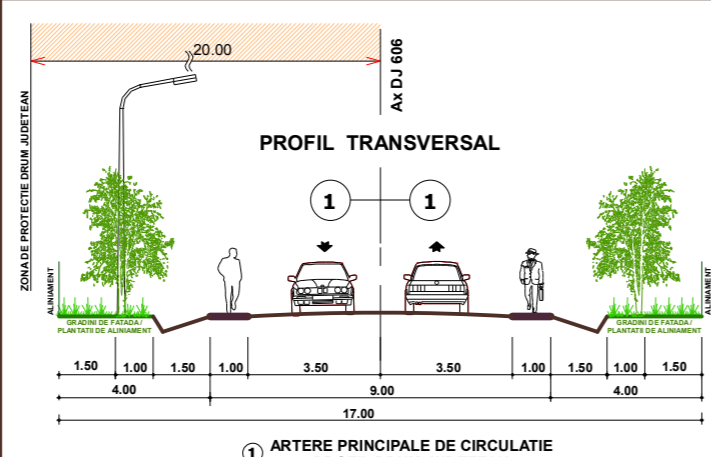 20.00
ZONA DE PROTECTIE DRUM JUDETEAN
Ax DJ 606
PROFIL TRANSVERSAL
1 1
ALINIAMENT
ALINIAMENT
GRADINI DE FATADA /
PLANTATII DE ALINIAMENT
GRADINI DE FATADA /
PLANTATII DE ALINIAMENT
1.50 1.00 1.50 1.00 3.50 3.50 1.00 1.50 1.00 1.50
4.00 9.00 4.00
17.00
1 ARTERE PRINCIPALE DE CIRCULATIE